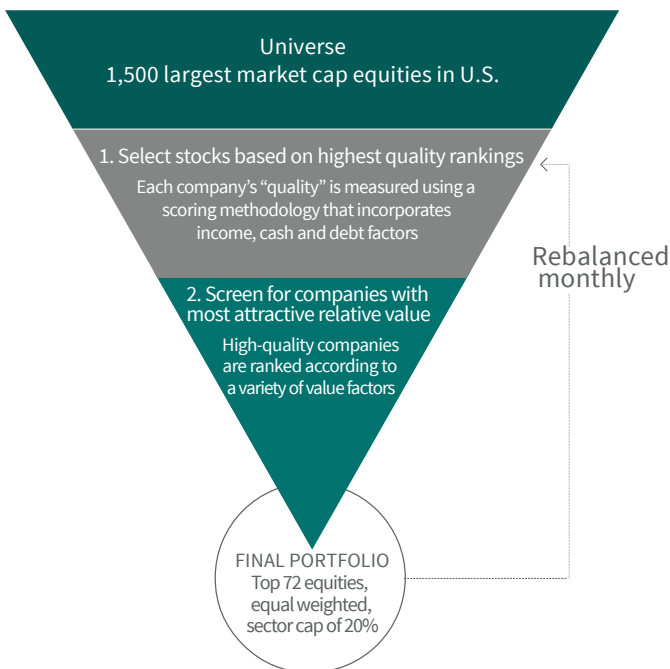 Universe
1,500 largest market cap equities in U.S.
1. Select stocks based on highest quality rankings
Each company’s “quality” is measured using a
scoring methodology that incorporates
income, cash and debt factors
Rebalanced
monthly
2. Screen for companies with
most attractive relative value
High-quality companies
are ranked according to
a variety of value factors
FINAL PORTFOLIO
Top 72 equities,
equal weighted,
sector cap of 20%